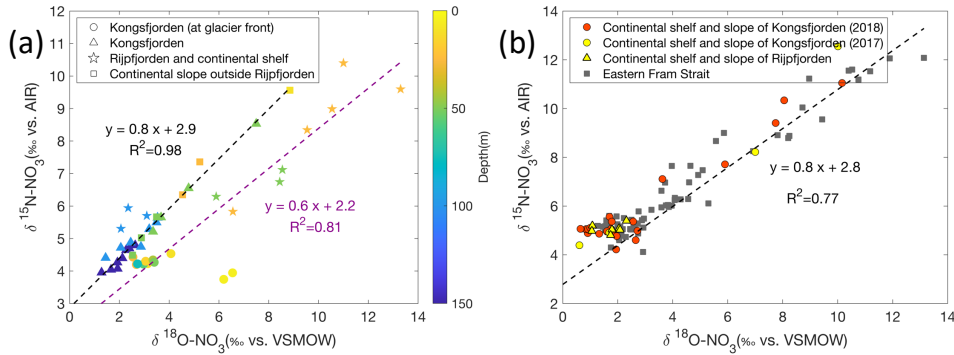 (a)
δ 15N-NO3(‰ vs. AIR)
12
11
10
9
8
7
6
5
4
3
Kongsfjorden (at glacier front)
Kongsfjorden
Rijpfjorden and continental shelf
Continental slope outside Rijpfjorden
y = 0.8 x + 2.9
R2=0.98
y = 0.6 x + 2.2
R2=0.81
0 2 4 6 8 10 12 14
δ 18O-NO3(‰ vs. VSMOW)
Depth(m)
0
50
100
150
(b)
δ 15N-NO3(‰ vs. AIR)
14
12
10
8
6
4
2
0
Continental shelf and slope of Kongsfjorden (2018)
Continental shelf and slope of Kongsfjorden (2017)
Continental shelf and slope of Rijpfjorden
Eastern Fram Strait
y = 0.8 x + 2.8
R2=0.77
0 2 4 6 8 10 12 14
δ 18O-NO3(‰ vs. VSMOW)